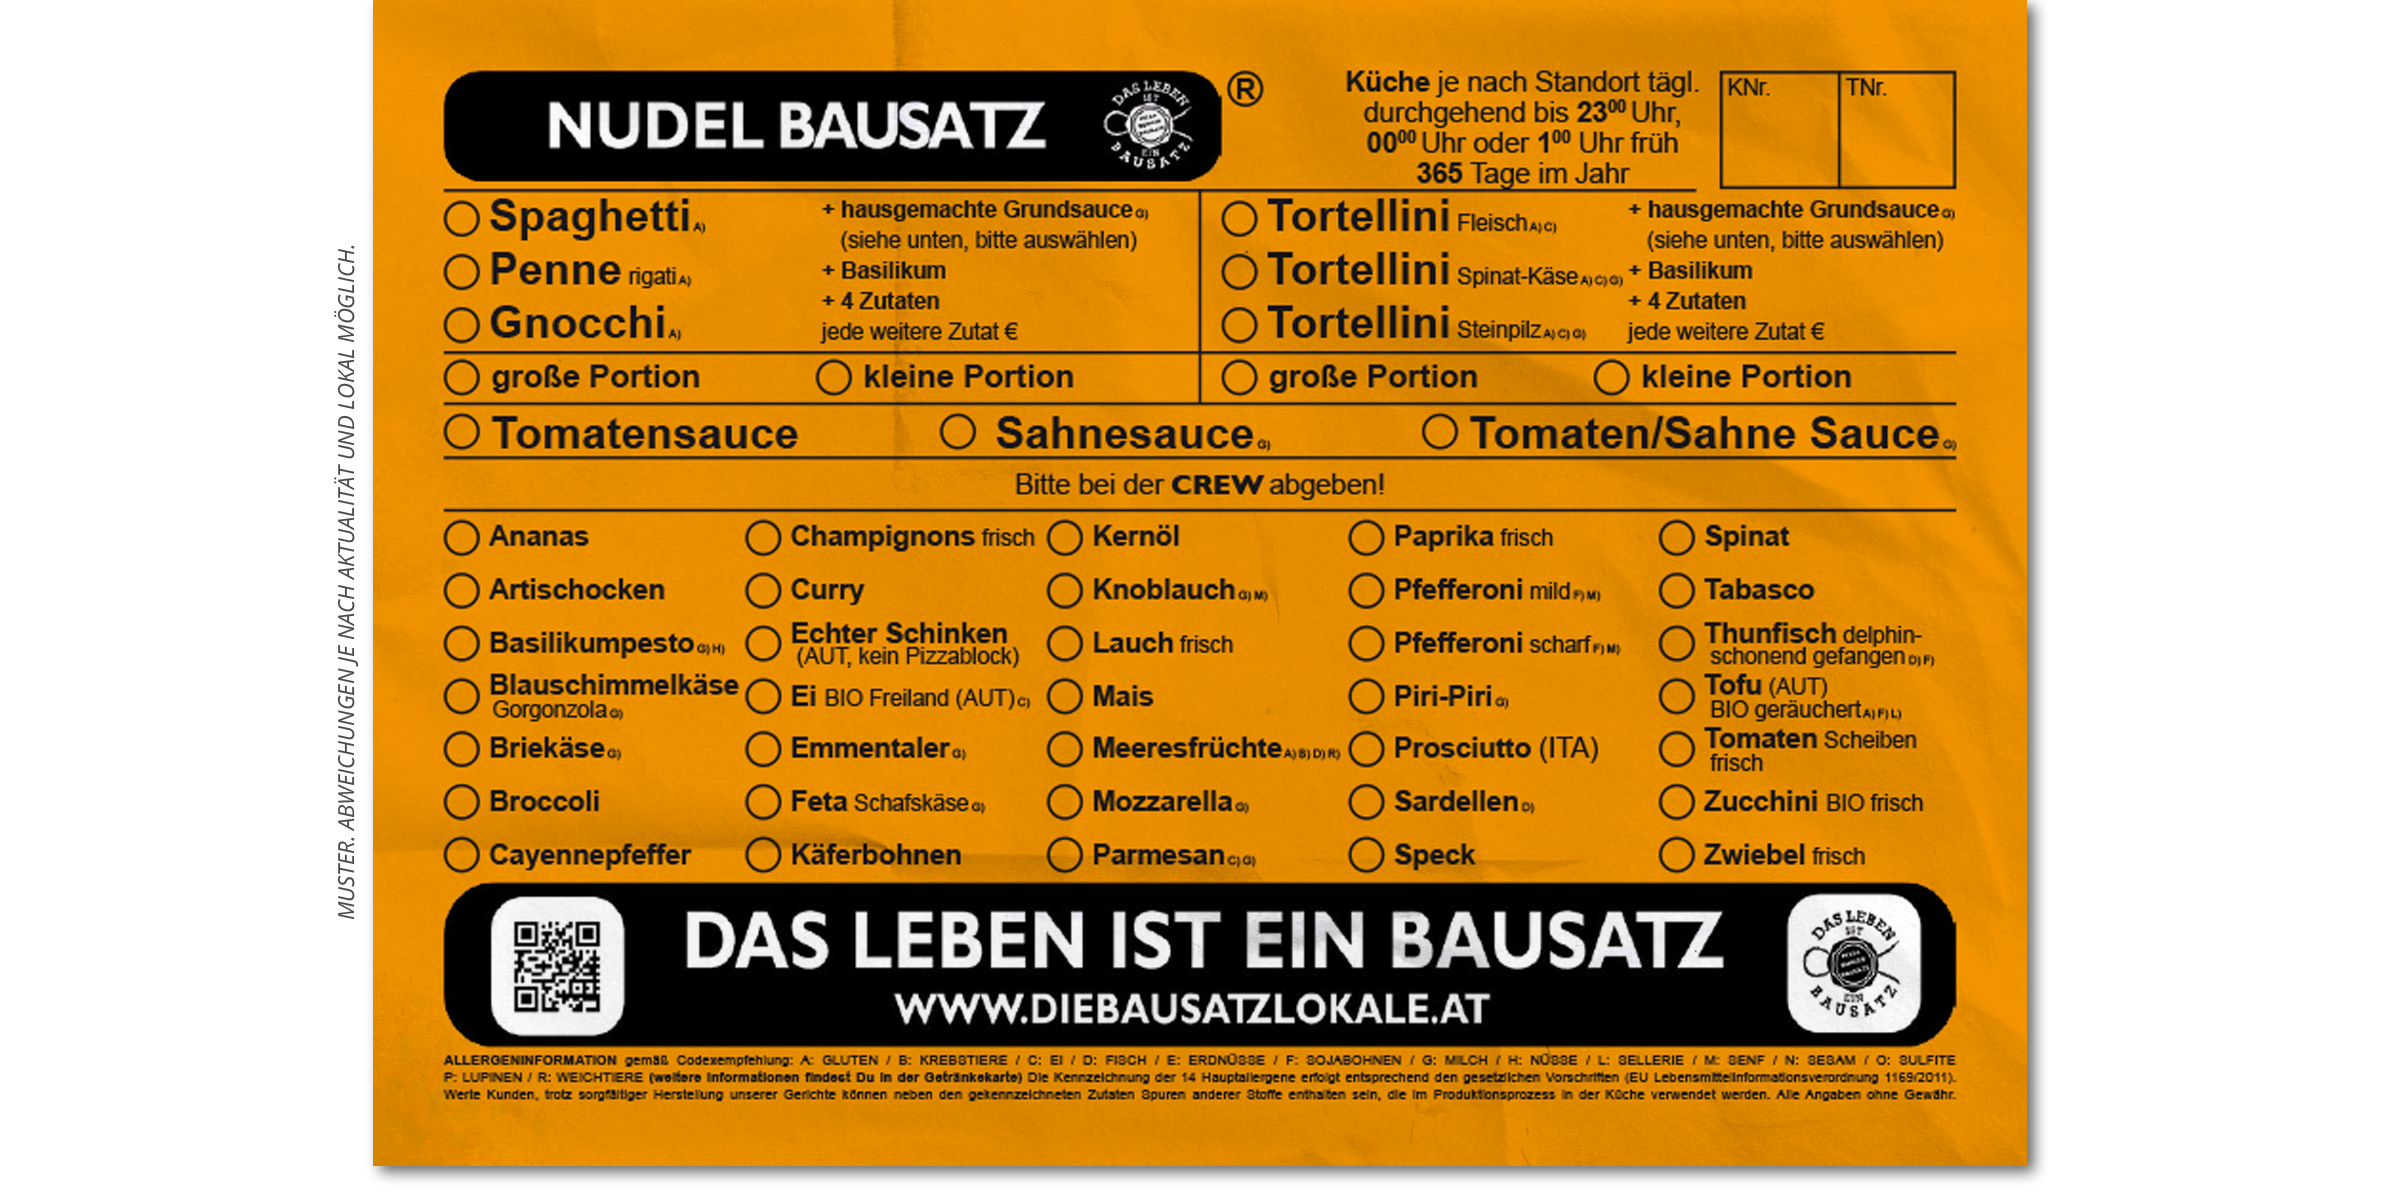 MUSTER. ABWEICHUNGEN JE NACH AKTUALITÄT UND LOKAL MÖGLICH.
NUDEL BAUSATZ
DAS LEBEN IST EIN BAUSATZ
®
Küche je nach Standort tägl.
durchgehend bis 23⁰⁰ Uhr,
00⁰⁰ Uhr oder 1⁰⁰ Uhr früh
365 Tage im Jahr
KNr. TNr.
Spaghetti A)
Penne rigati A)
Gnocchi A)
+ hausgemachte Grundsauce G)
(siehe unten, bitte auswählen)
+ Basilikum
+ 4 Zutaten
jede weitere Zutat €
Tortellini Fleisch A) C)
Tortellini Spinat-Käse A) C) G)
Tortellini Steinpilz A) C) G)
+ hausgemachte Grundsauce G)
(siehe unten, bitte auswählen)
+ Basilikum
+ 4 Zutaten
jede weitere Zutat €
große Portion kleine Portion große Portion kleine Portion
Tomatensauce Sahnesauce G) Tomaten/Sahne Sauce G)
Bitte bei der CREW abgeben!
Ananas
Artischocken
Basilikumpesto G) H)
Blauschimmelkäse
Gorgonzola G)
Briekäse G)
Broccoli
Cayennepfeffer
Champignons frisch
Curry
Echter Schinken
(AUT, kein Pizzablock)
Ei BIO Freiland (AUT) C)
Emmentaler G)
Feta Schafskäse G)
Käferbohnen
Kernöl
Knoblauch G) M)
Lauch frisch
Mais
Meeresfrüchte A) B) D) R)
Mozzarella G)
Parmesan C) G)
Paprika frisch
Pfefferoni mild F) M)
Pfefferoni scharf F) M)
Piri-Piri G)
Prosciutto (ITA)
Sardellen D)
Speck
Spinat
Tabasco
Thunfisch delphin-
schonend gefangen D) F)
Tofu (AUT)
BIO geräuchert A) F) L)
Tomaten Scheiben
frisch
Zucchini BIO frisch
Zwiebel frisch
DAS LEBEN IST EIN BAUSATZ
WWW.DIEBAUSATZLOKALE.AT
DAS LEBEN IST EIN BAUSATZ
ALLERGENINFORMATION gemäß Codexempfehlung: A: GLUTEN / B: KREBSTIERE / C: EI / D: FISCH / E: ERDNÜSSE / F: SOJABOHNEN / G: MILCH / H: NÜSSE / L: SELLERIE / M: SENF / N: SESAM / O: SULFITE
P: LUPINEN / R: WEICHTIERE (weitere Informationen findest Du in der Getränkekarte) Die Kennzeichnung der 14 Hauptallergene erfolgt entsprechend den gesetzlichen Vorschriften (EU Lebensmittelinformationsverordnung 1169/2011).
Werte Kunden, trotz sorgfältiger Herstellung unserer Gerichte können neben den gekennzeichneten Zutaten Spuren anderer Stoffe enthalten sein, die im Produktionsprozess in der Küche verwendet werden. Alle Angaben ohne Gewähr.